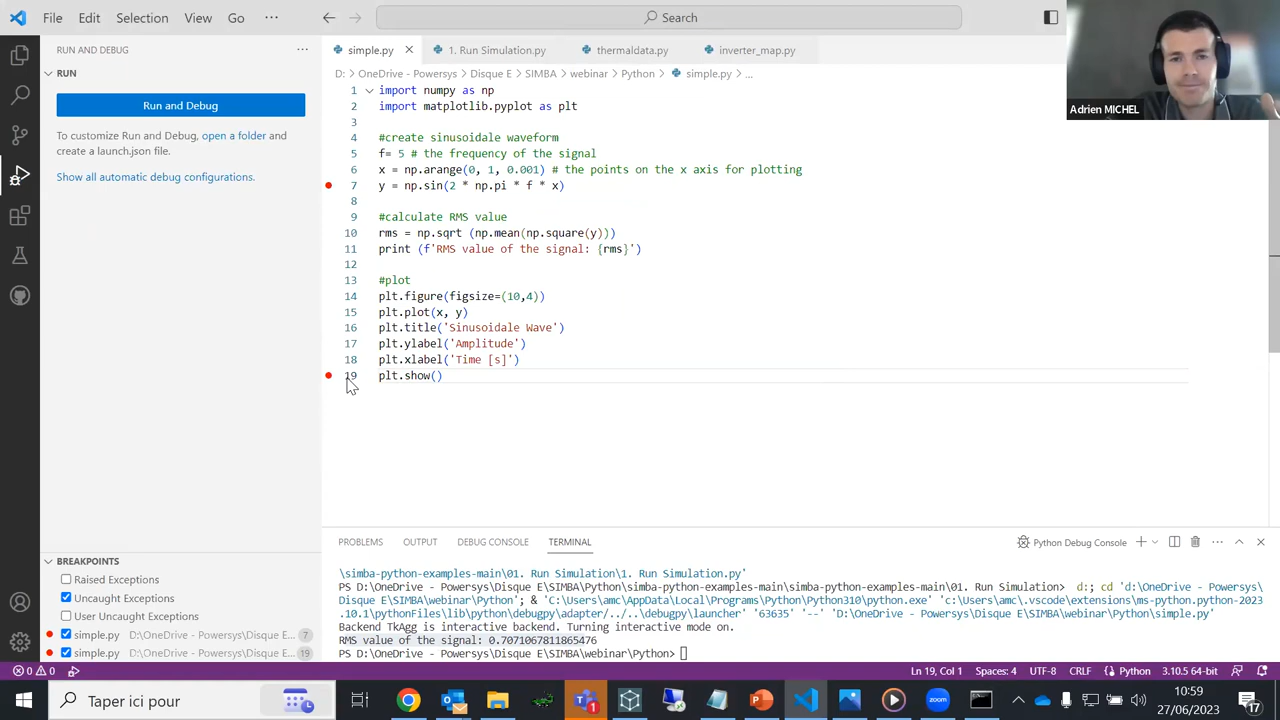 File Edit Selection View Go ··· Search
RUN AND DEBUG ···
simple.py 1. Run Simulation.py thermaldata.py inverter_map.py
RUN
D: > OneDrive - Powersys > Disque E > SIMBA > webinar > Python > simple.py > ...
Run and Debug
To customize Run and Debug, open a folder and
create a launch.json file.
Show all automatic debug configurations.
Adrien MICHEL
1 import numpy as np
2 import matplotlib.pyplot as plt
3
4 #create sinusoidale waveform
5 f= 5 # the frequency of the signal
6 x = np.arange(0, 1, 0.001) # the points on the x axis for plotting
7 y = np.sin(2 * np.pi * f * x)
8
9 #calculate RMS value
10 rms = np.sqrt (np.mean(np.square(y)))
11 print (f'RMS value of the signal: {rms}')
12
13 #plot
14 plt.figure(figsize=(10,4))
15 plt.plot(x, y)
16 plt.title('Sinusoidale Wave')
17 plt.ylabel('Amplitude')
18 plt.xlabel('Time [s]')
19 plt.show()
BREAKPOINTS
Raised Exceptions
Uncaught Exceptions
User Uncaught Exceptions
simple.py D:\OneDrive - Powersys\Disque E... 7
simple.py D:\OneDrive - Powersys\Disque E... 19
PROBLEMS OUTPUT DEBUG CONSOLE TERMINAL
Python Debug Console
\simba-python-examples-main\01. Run Simulation\1. Run Simulation.py'
PS D:\OneDrive - Powersys\Disque E\SIMBA\webinar\Python\simba-python-examples-main\simba-python-examples-main\01. Run Simulation> d:; cd 'd:\OneDrive - Powersys\
Disque E\SIMBA\webinar\Python'; & 'C:\Users\amc\AppData\Local\Programs\Python\Python310\python.exe' 'c:\Users\amc\.vscode\extensions\ms-python.python-2023
.10.1\pythonFiles\lib\python\debugpy\adapter/../..\debugpy\launcher' '63635' '--' 'D:\OneDrive - Powersys\Disque E\SIMBA\webinar\Python\simple.py'
Backend TkAgg is interactive backend. Turning interactive mode on.
RMS value of the signal: 0.7071067811865476
PS D:\OneDrive - Powersys\Disque E\SIMBA\webinar\Python>
0 0 Ln 19, Col 1 Spaces: 4 UTF-8 CRLF Python 3.10.5 64-bit
Taper ici pour
1
zoom
10:59
27/06/2023
17